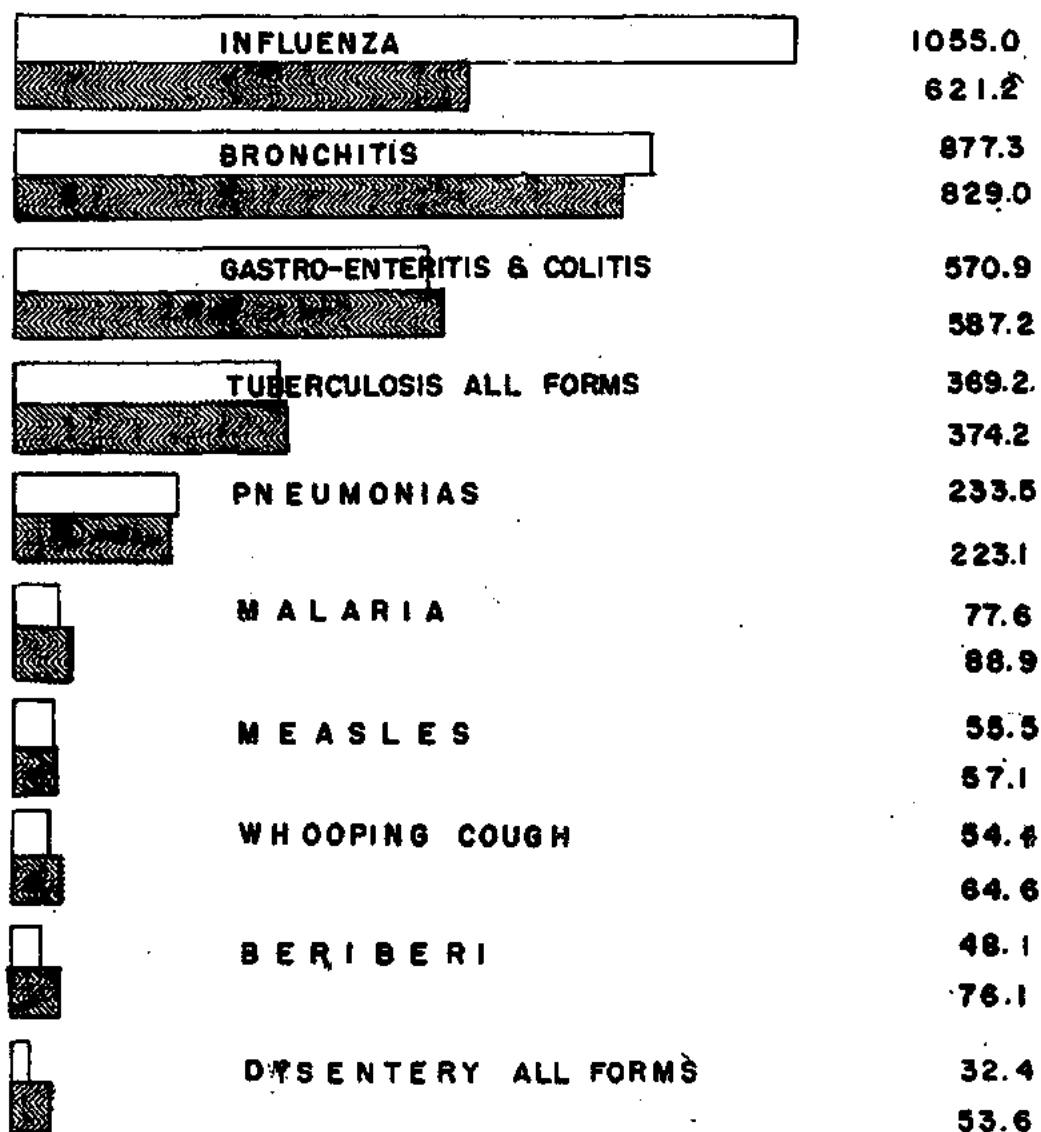 INFLUENZA 1055.0
621.2
BRONCHITIS 877.3
829.0
GASTRO-ENTERITIS & COLITIS 570.9
587.2
TUBERCULOSIS ALL FORMS 369.2
374.2
PNEUMONIAS 233.5
223.1
MALARIA 77.6
88.9
MEASLES 55.5
57.1
WHOOPING COUGH
64.6
BERIBERI 48.1
76.1
DYSENTERY ALL FORMS 32.4
53.6